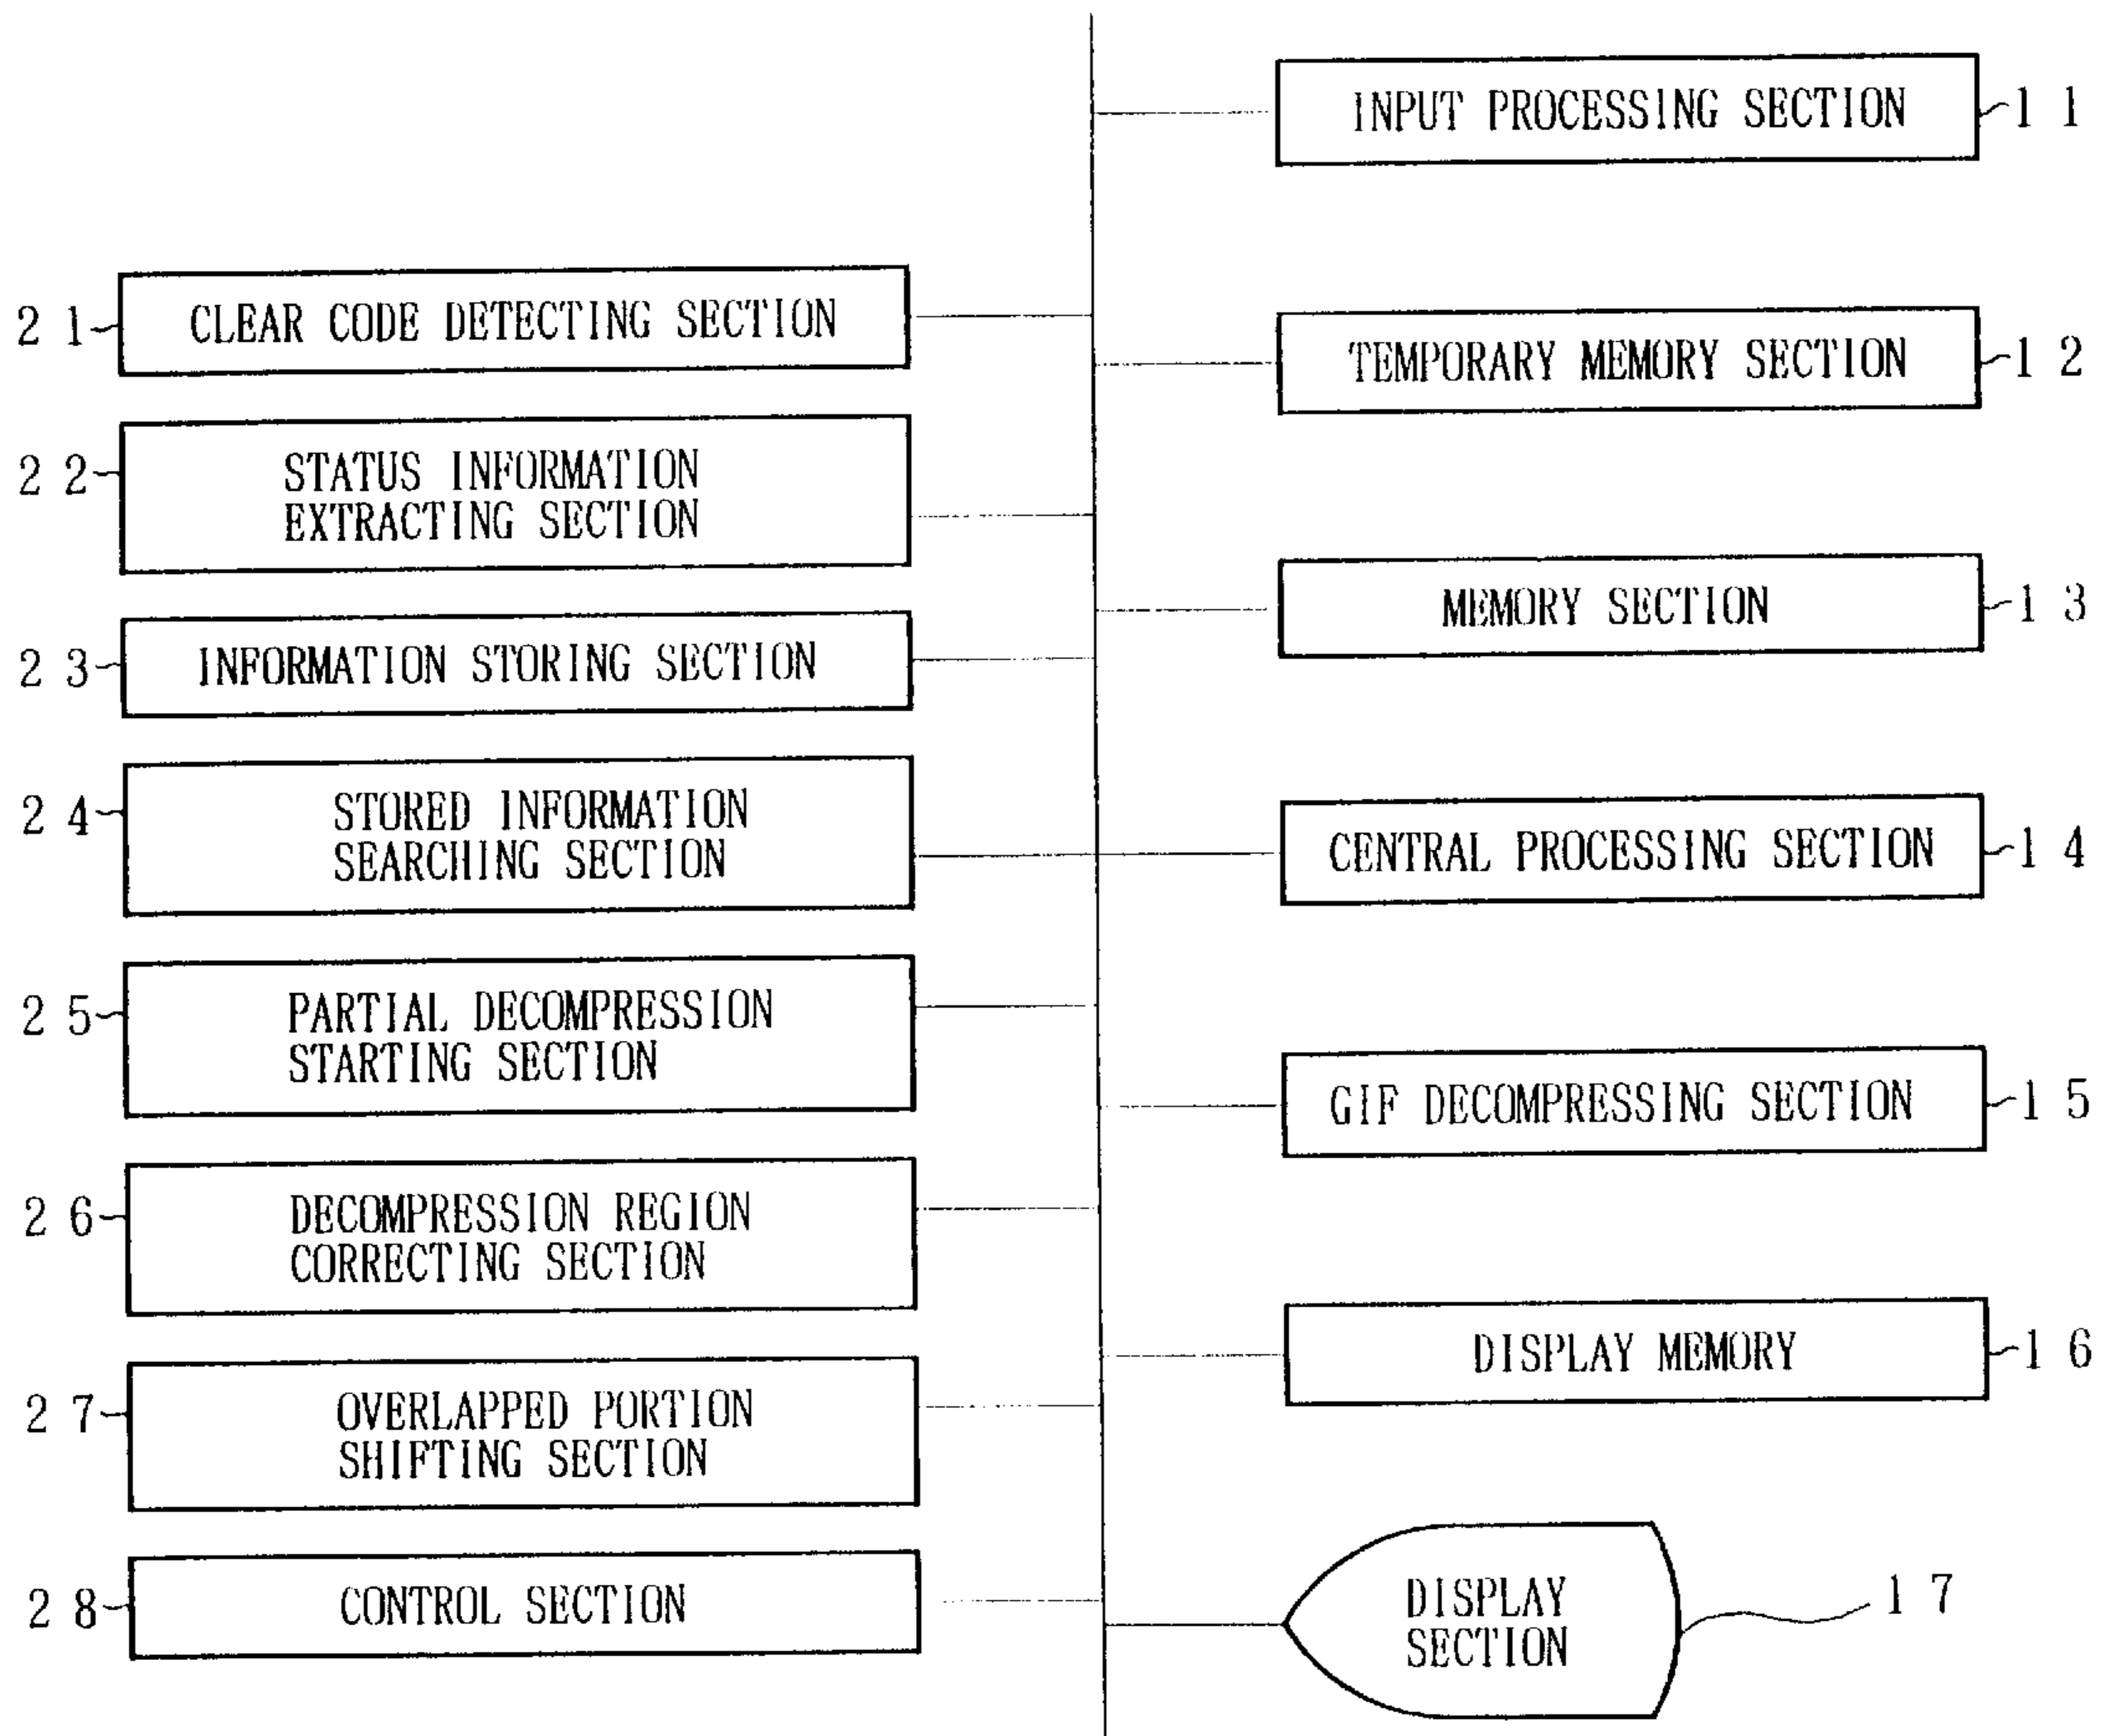 INPUT PROCESSING SECTION 11
TEMPORARY MEMORY SECTION 12
MEMORY SECTION 13
CENTRAL PROCESSING SECTION 14
GIF DECOMPRESSING SECTION 15
DISPLAY MEMORY 16
DISPLAY
SECTION
17
21 CLEAR CODE DETECTING SECTION
22
STATUS INFORMATION
EXTRACTING SECTION
23 INFORMATION STORING SECTION
24
STORED INFORMATION
SEARCHING SECTION
25
PARTIAL DECOMPRESSION
STARTING SECTION
26
DECOMPRESSION REGION
CORRECTING SECTION
27
OVERLAPPED PORTION
SHIFTING SECTION
28 CONTROL SECTION